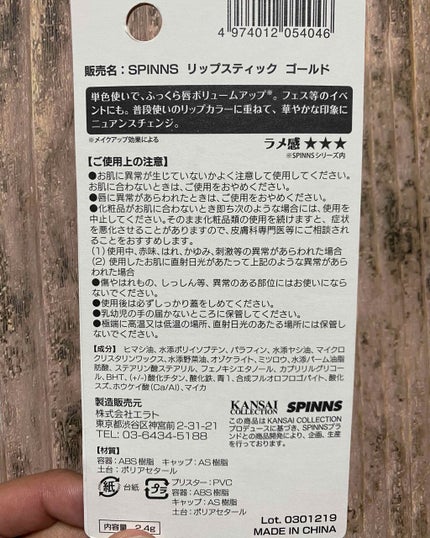 4 974012 054046
販売名：SPINNS リップスティック ゴールド
単色使いで、ふっくら唇ボリュームアップ※。フェス等のイベ
ントにも。普段使いのリップカラーに重ねて、華やかな印象に
ニュアンスチェンジ。
※メイクアップ効果による
ラメ感 ★★★
※SPINNSシリーズ内
【ご使用上の注意】
●お肌に異常が生じていないかよく注意して使用してください。
お肌に合わないときは、ご使用をおやめください。
●唇に異常があらわれたときは、ご使用をおやめください。
●化粧品がお肌に合わないとき即ち次のような場合には、使用を
中止してください。そのまま化粧品類の使用を続けますと、症状
を悪化させることがありますので、皮膚科専門医等にご相談され
ることをおすすめします。
(1) 使用中、赤味、はれ、かゆみ、刺激等の異常があらわれた場合
(2) 使用したお肌に直射日光があたって上記のような異常があら
われた場合
●傷やはれもの、しっしん等、異常のある部位にはお使いになら
ないでください。
●使用後は必ずしっかり蓋をしめてください。
●乳幼児の手の届かないところに保管してください。
●極端に高温又は低温の場所、直射日光のあたる場所には保管し
ないでください。
【成分】ヒマシ油、水添ポリイソブテン、パラフィン、水添ヤシ油、マイクロ
クリスタリンワックス、水添野菜油、オゾケライト、ミツロウ、水添パーム油脂
肪酸、ステアリン酸ステアリル、フェノキシエタノール、カプリリルグリコー
ル、BHT、(+/-)酸化チタン、酸化鉄、青1、合成フルオロフロゴパイト、酸化
スズ、ホウケイ酸(Ca/Al)、マイカ
製造販売元
株式会社エラト
東京都渋谷区神宮前2-31-21
TEL: 03-6434-5188
KANSAI
COLLECTION
SPINNS
この商品は KANSAI COLLECTION
プロデュースに基づき、SPINNSブラ
ンドとの商品開発により、企画、生産
を行っております。
【材質】
容器：ABS樹脂 キャップ：AS樹脂
土台：ポリアセタール
紙
台紙
プラ
ブリスター：PVC
容器：ABS樹脂
キャップ：AS樹脂
土台：ポリアセタール
内容量 2.4g
Lot. 0301219
MADE IN CHINA